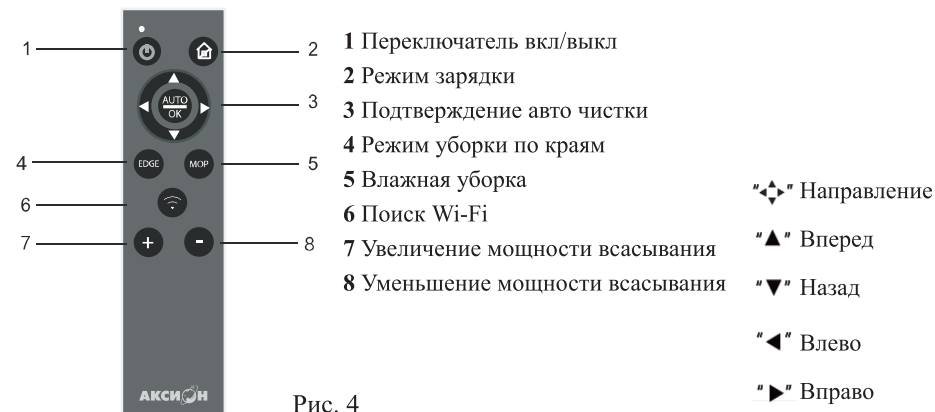 1
2
AUTO
OK
3
4
EDGE
MOP
5
6
7
+
-
8
АКСИОН
1 Переключатель вкл/выкл
2 Режим зарядки
3 Подтверждение авто чистки
4 Режим уборки по краям
5 Влажная уборка
6 Поиск Wi-Fi
7 Увеличение мощности всасывания
8 Уменьшение мощности всасывания
Рис. 4
" " Направление
"▲" Вперед
"▼" Назад
"◀" Влево
"▶" Вправо